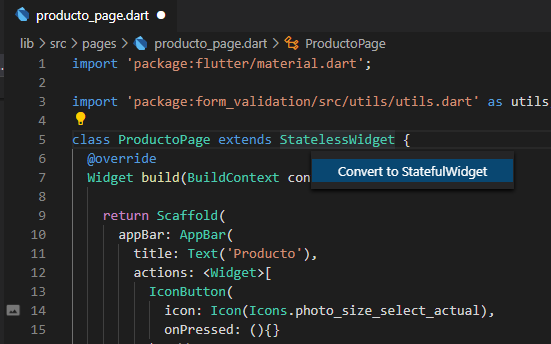 producto_page.dart
lib > src > pages > producto_page.dart > ProductoPage
1 import 'package:flutter/material.dart';
2
3 import 'package:form_validation/src/utils/utils.dart' as utils
4
5 class ProductoPage extends StatelessWidget {
6 @override
7 Widget build(BuildContext con
Convert to StatefulWidget
8
9 return Scaffold(
10 appBar: AppBar(
11 title: Text('Producto'),
12 actions: <Widget>[
13 IconButton(
14 icon: Icon(Icons.photo_size_select_actual),
15 onPressed: (){}